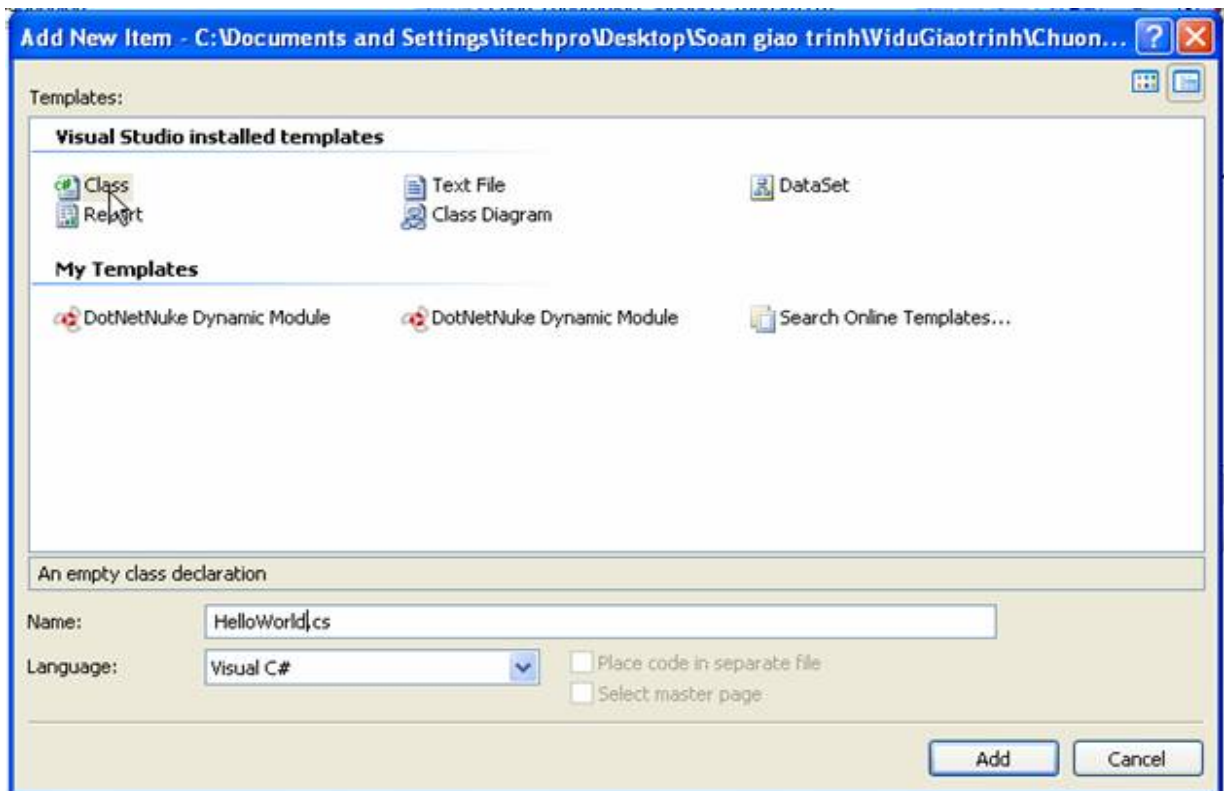 Add New Item - C:\Documents and Settings\itechpro\Desktop\Soan giao trinh\ViduGiaotrinh\Chuon...
Templates:
Visual Studio installed templates
Class Text File DataSet
Report Class Diagram
My Templates
DotNetNuke Dynamic Module DotNetNuke Dynamic Module Search Online Templates...
An empty class declaration
Name: HelloWorld.cs
Language: Visual C# Place code in separate file
Select master page
Add Cancel